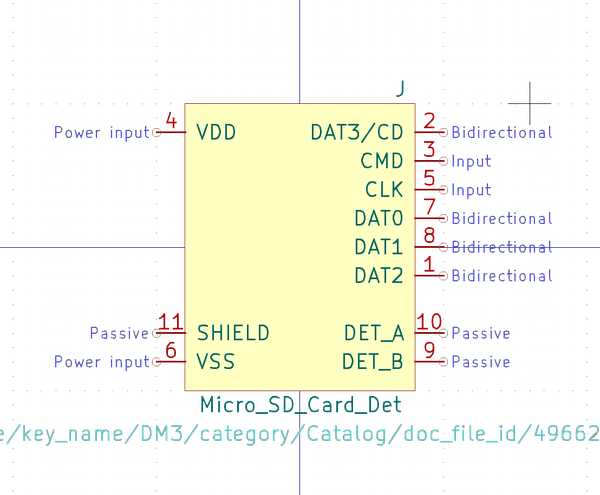 J
Power input 4 VDD DAT3/CD 2 Bidirectional
CMD 3 Input
CLK 5 Input
DAT0 7 Bidirectional
DAT1 8 Bidirectional
DAT2 1 Bidirectional
Passive 11 SHIELD DET_A 10 Passive
Power input 6 VSS DET_B 9 Passive
Micro_SD_Card_Det
e/key_name/DM3/category/Catalog/doc_file_id/49662